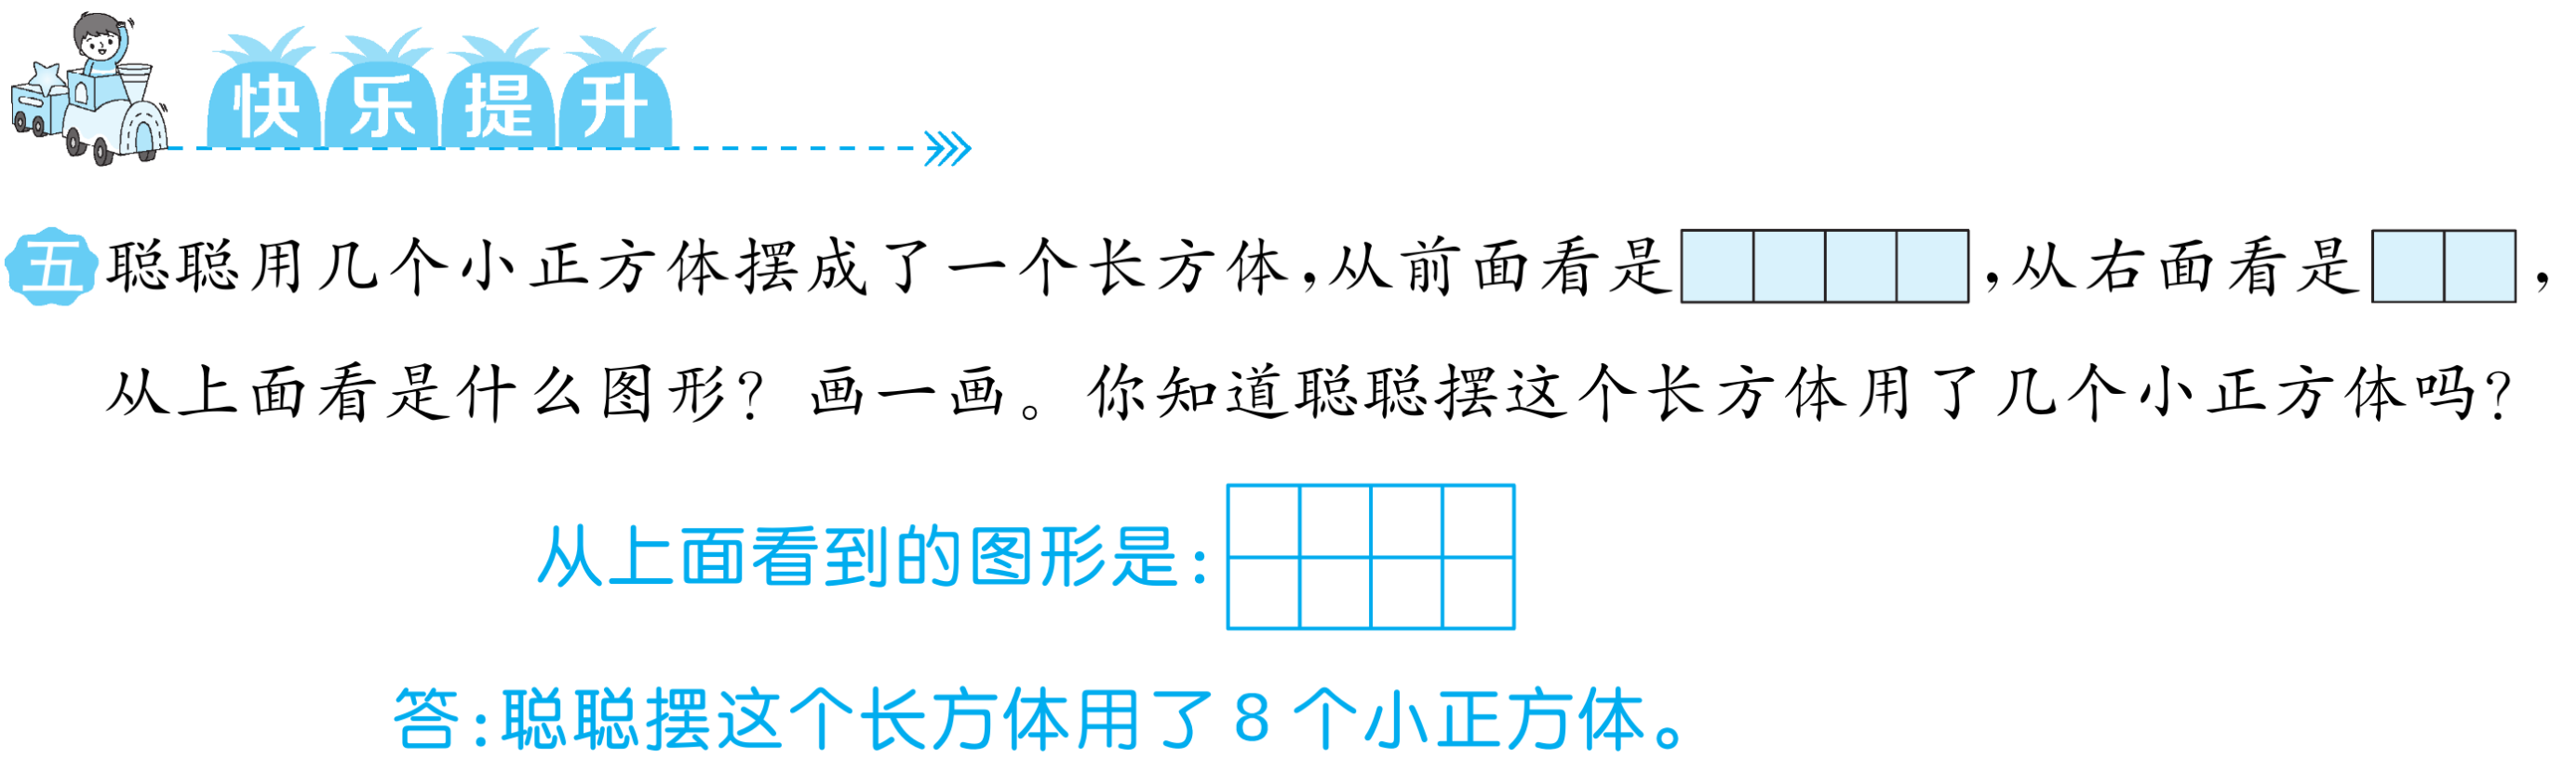 快乐提升
五 聪聪用几个小正方体摆成了一个长方体,从前面看是,从右面看是,
从上面看是什么图形? 画一画。你知道聪聪摆这个长方体用了几个小正方体吗?
从上面看到的图形是:
答:聪聪摆这个长方体用了 8 个小正方体。